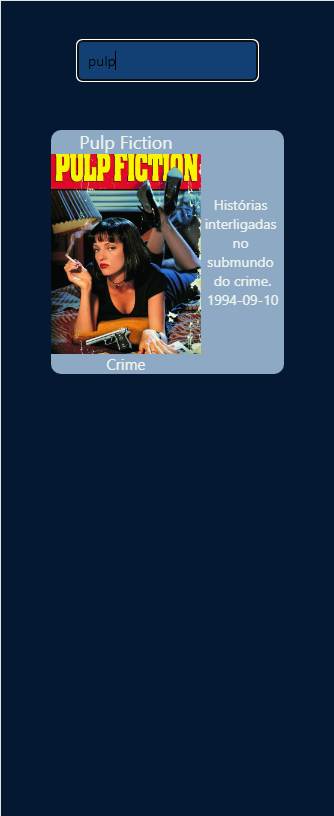 pulp
Pulp Fiction
PULP FICTION
Histórias
interligadas
no
submundo
do crime.
1994-09-10
Crime